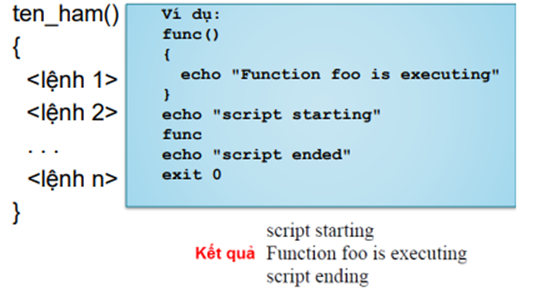 ten_ham()
{
<lệnh 1>
<lệnh 2>
. . .
<lệnh n>
}
Ví dụ:
func()
{
echo "Function foo is executing"
}
echo "script starting"
func
echo "script ended"
exit 0
Kết quả
script starting
Function foo is executing
script ending